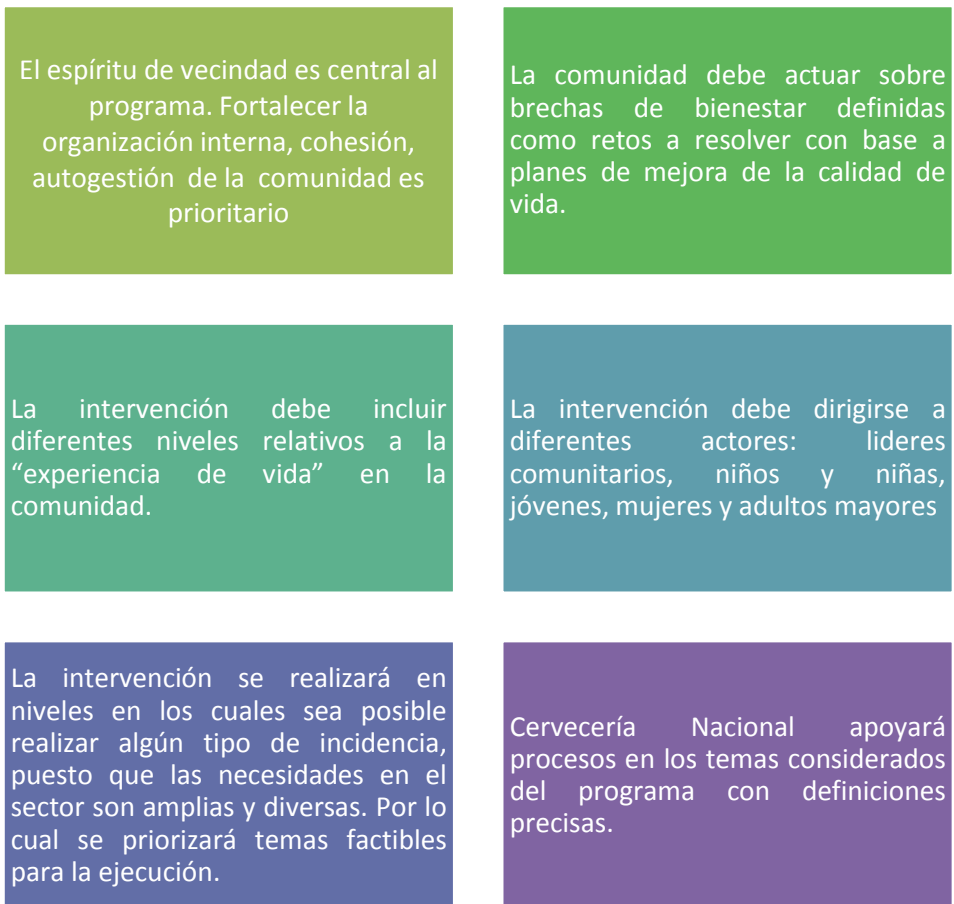 El espíritu de vecindad es central al
programa. Fortalecer la
organización interna, cohesión,
autogestión de la comunidad es
prioritario
La comunidad debe actuar sobre
brechas de bienestar definidas
como retos a resolver con base a
planes de mejora de la calidad de
vida.
La intervención debe incluir
diferentes niveles relativos a la
“experiencia de vida” en la
comunidad.
La intervención debe dirigirse a
diferentes actores: lideres
comunitarios, niños y niñas,
jóvenes, mujeres y adultos mayores
La intervención se realizará en
niveles en los cuales sea posible
realizar algún tipo de incidencia,
puesto que las necesidades en el
sector son amplias y diversas. Por lo
cual se priorizará temas factibles
para la ejecución.
Cervecería Nacional apoyará
procesos en los temas considerados
del programa con definiciones
precisas.